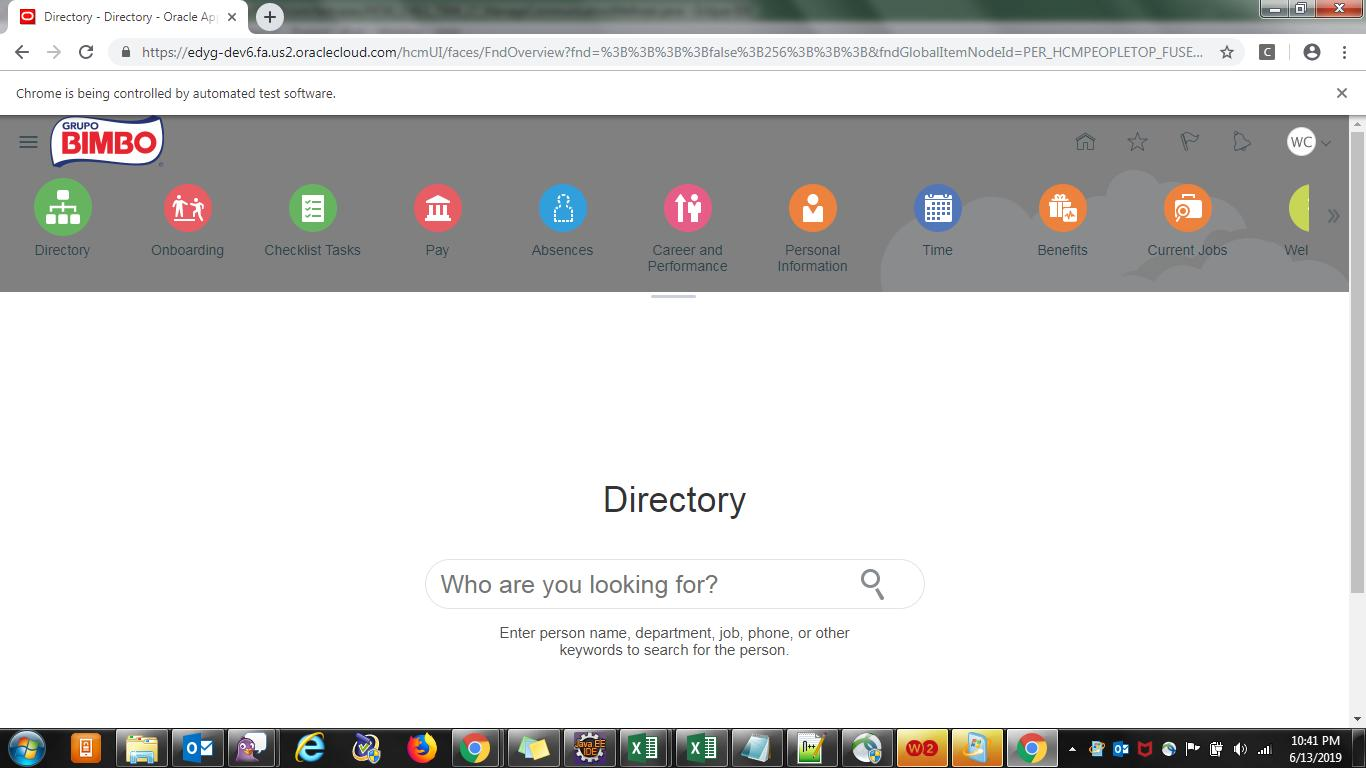 Directory - Directory - Oracle Ap
https://edyg-dev6.fa.us2.oraclecloud.com/hcmUI/faces/FndOverview?fnd=%3B%3B%3B%3Bfalse%3B256%3B%3B%3B&fndGlobalItemNodeId=PER_HCMPEOPLETOP_FUSE...
C
Chrome is being controlled by automated test software.
GRUPO
BIMBO
WC
Directory
Onboarding
Checklist Tasks
Pay
Absences
Career and
Performance
Personal
Information
Time
Benefits
Current Jobs
Wel
Directory
Who are you looking for?
Enter person name, department, job, phone, or other
keywords to search for the person.
Java EE
IDE
W2
10:41 PM
6/13/2019